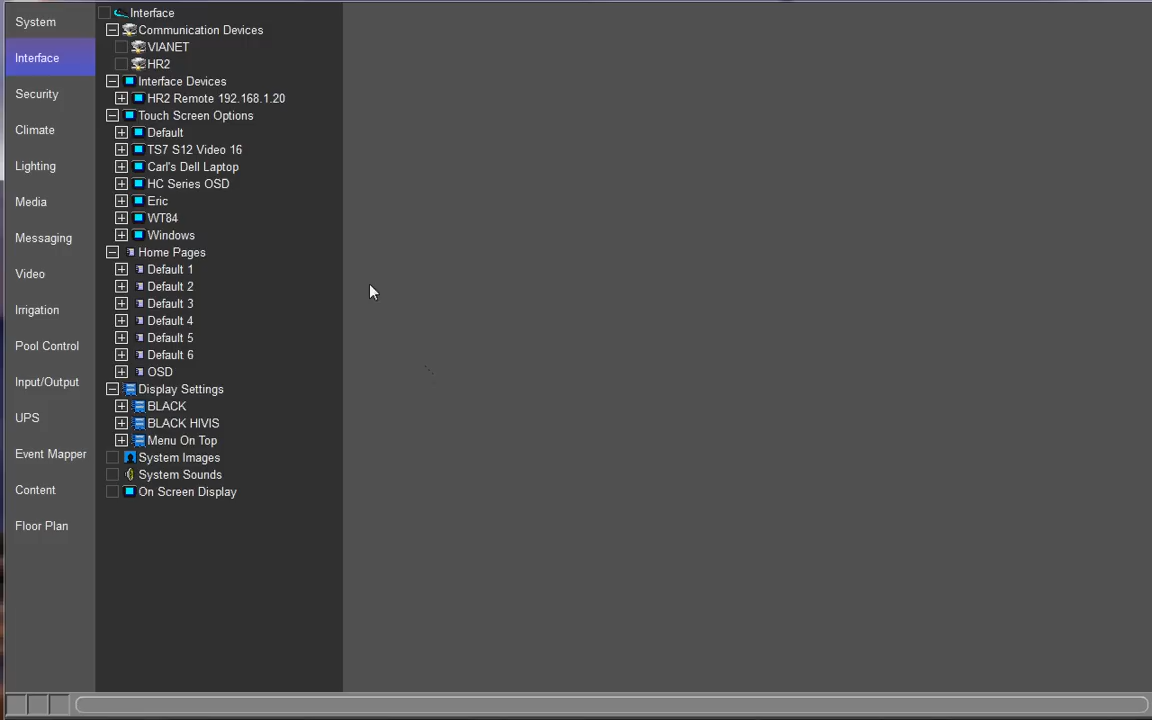 System
Interface
Security
Climate
Lighting
Media
Messaging
Video
Irrigation
Pool Control
Input/Output
UPS
Event Mapper
Content
Floor Plan
Interface
Communication Devices
VIANET
HR2
Interface Devices
HR2 Remote 192.168.1.20
Touch Screen Options
Default
TS7 S12 Video 16
Carl's Dell Laptop
HC Series OSD
Eric
WT84
Windows
Home Pages
Default 1
Default 2
Default 3
Default 4
Default 5
Default 6
OSD
Display Settings
BLACK
BLACK HIVIS
Menu On Top
System Images
System Sounds
On Screen Display